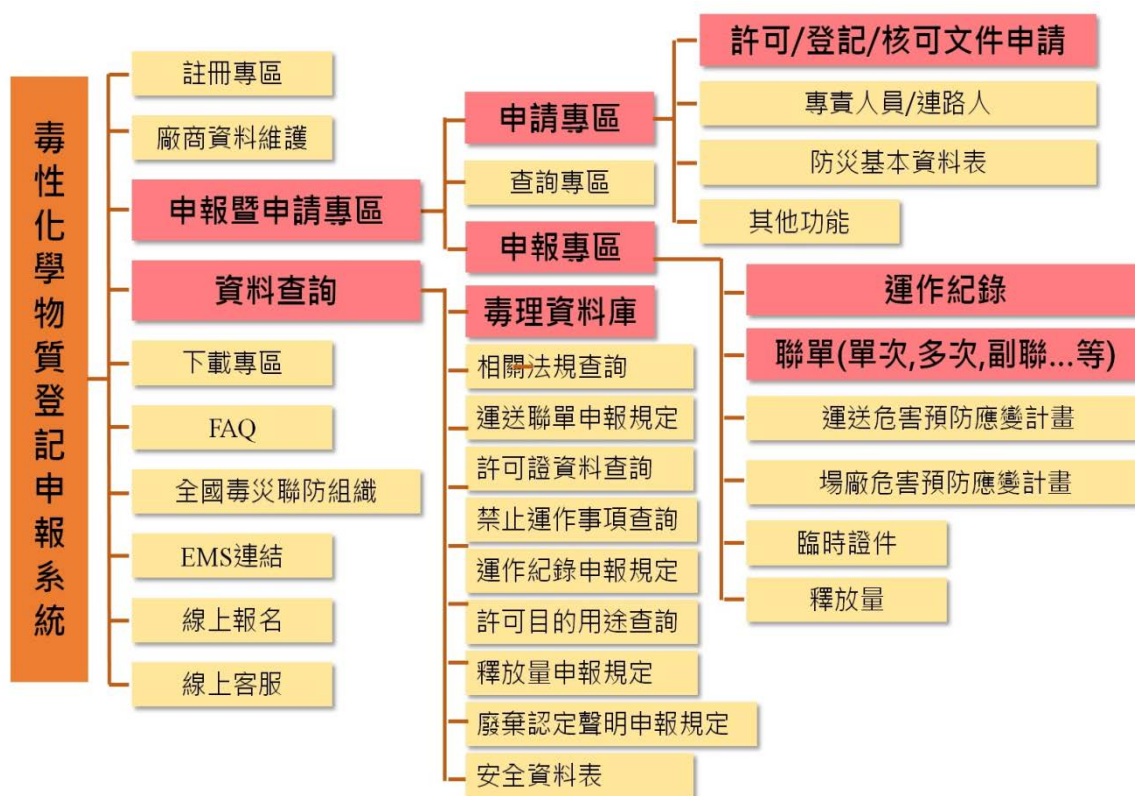 毒性化學物質登記申報系統
註冊專區
廠商資料維護
申報暨申請專區
資料查詢
下載專區
FAQ
全國毒災聯防組織
EMS連結
線上報名
線上客服
申請專區
查詢專區
申報專區
毒理資料庫
相關法規查詢
運送聯單申報規定
許可證資料查詢
禁止運作事項查詢
運作紀錄申報規定
許可目的用途查詢
釋放量申報規定
廢棄認定聲明申報規定
安全資料表
許可/登記/核可文件申請
專責人員/連路人
防災基本資料表
其他功能
運作紀錄
聯單(單次,多次,副聯...等)
運送危害預防應變計畫
場廠危害預防應變計畫
臨時證件
釋放量